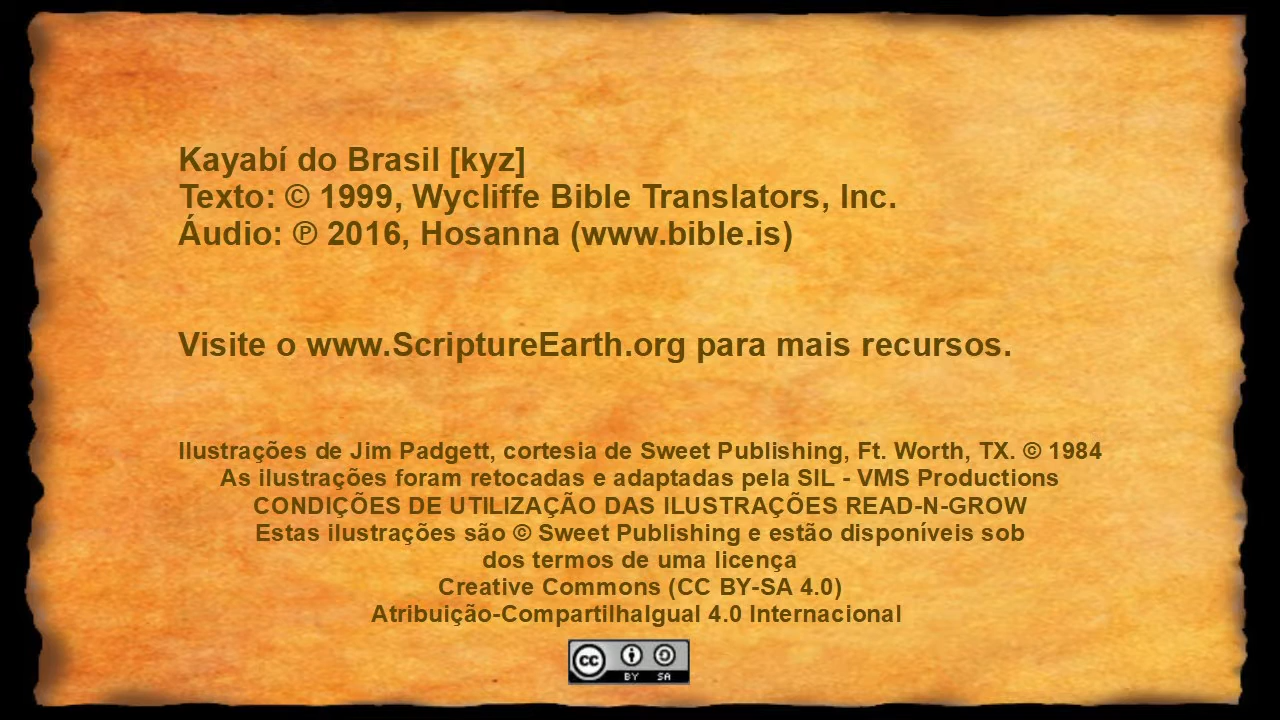 Kayabí do Brasil [kyz]
Texto: © 1999, Wycliffe Bible Translators, Inc.
Áudio: ℗ 2016, Hosanna (www.bible.is)
Visite o www.ScriptureEarth.org para mais recursos.
Ilustrações de Jim Padgett, cortesia de Sweet Publishing, Ft. Worth, TX. © 1984
As ilustrações foram retocadas e adaptadas pela SIL - VMS Productions
CONDIÇÕES DE UTILIZAÇÃO DAS ILUSTRAÇÕES READ-N-GROW
Estas ilustrações são © Sweet Publishing e estão disponíveis sob
dos termos de uma licença
Creative Commons (CC BY-SA 4.0)
Atribuição-CompartilhaIgual 4.0 Internacional
cc BY SA